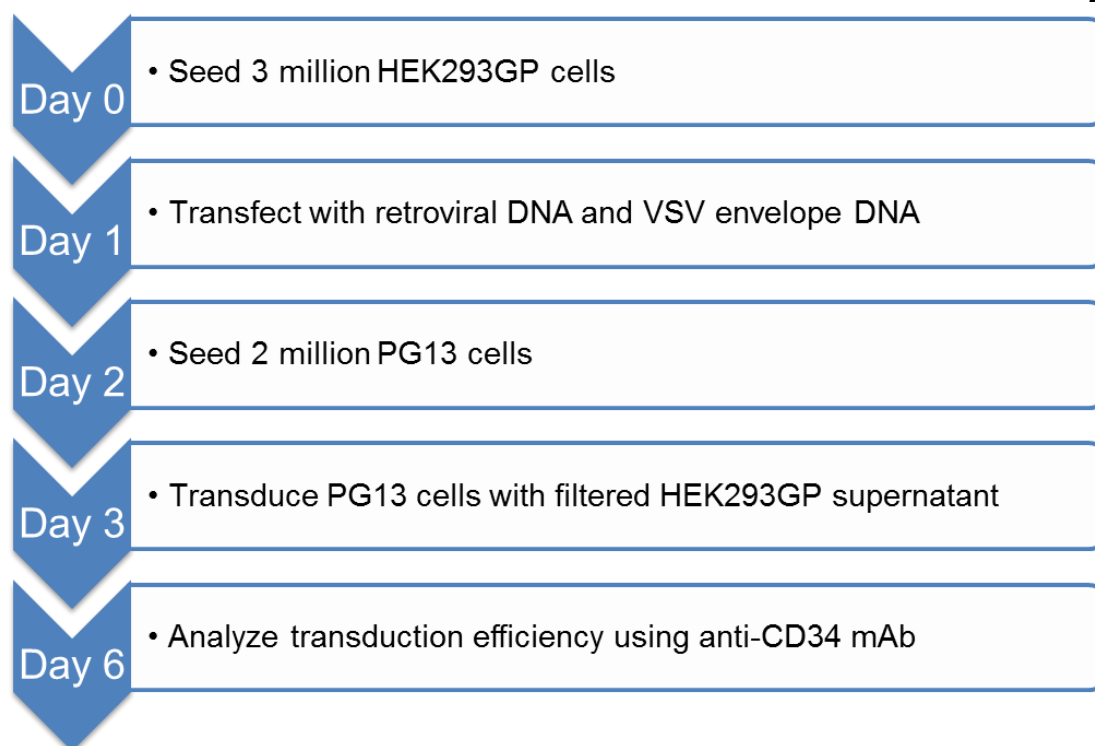 Day 0
• Seed 3 million HEK293GP cells
Day 1
• Transfect with retroviral DNA and VSV envelope DNA
Day 2
• Seed 2 million PG13 cells
Day 3
• Transduce PG13 cells with filtered HEK293GP supernatant
Day 6
• Analyze transduction efficiency using anti-CD34 mAb